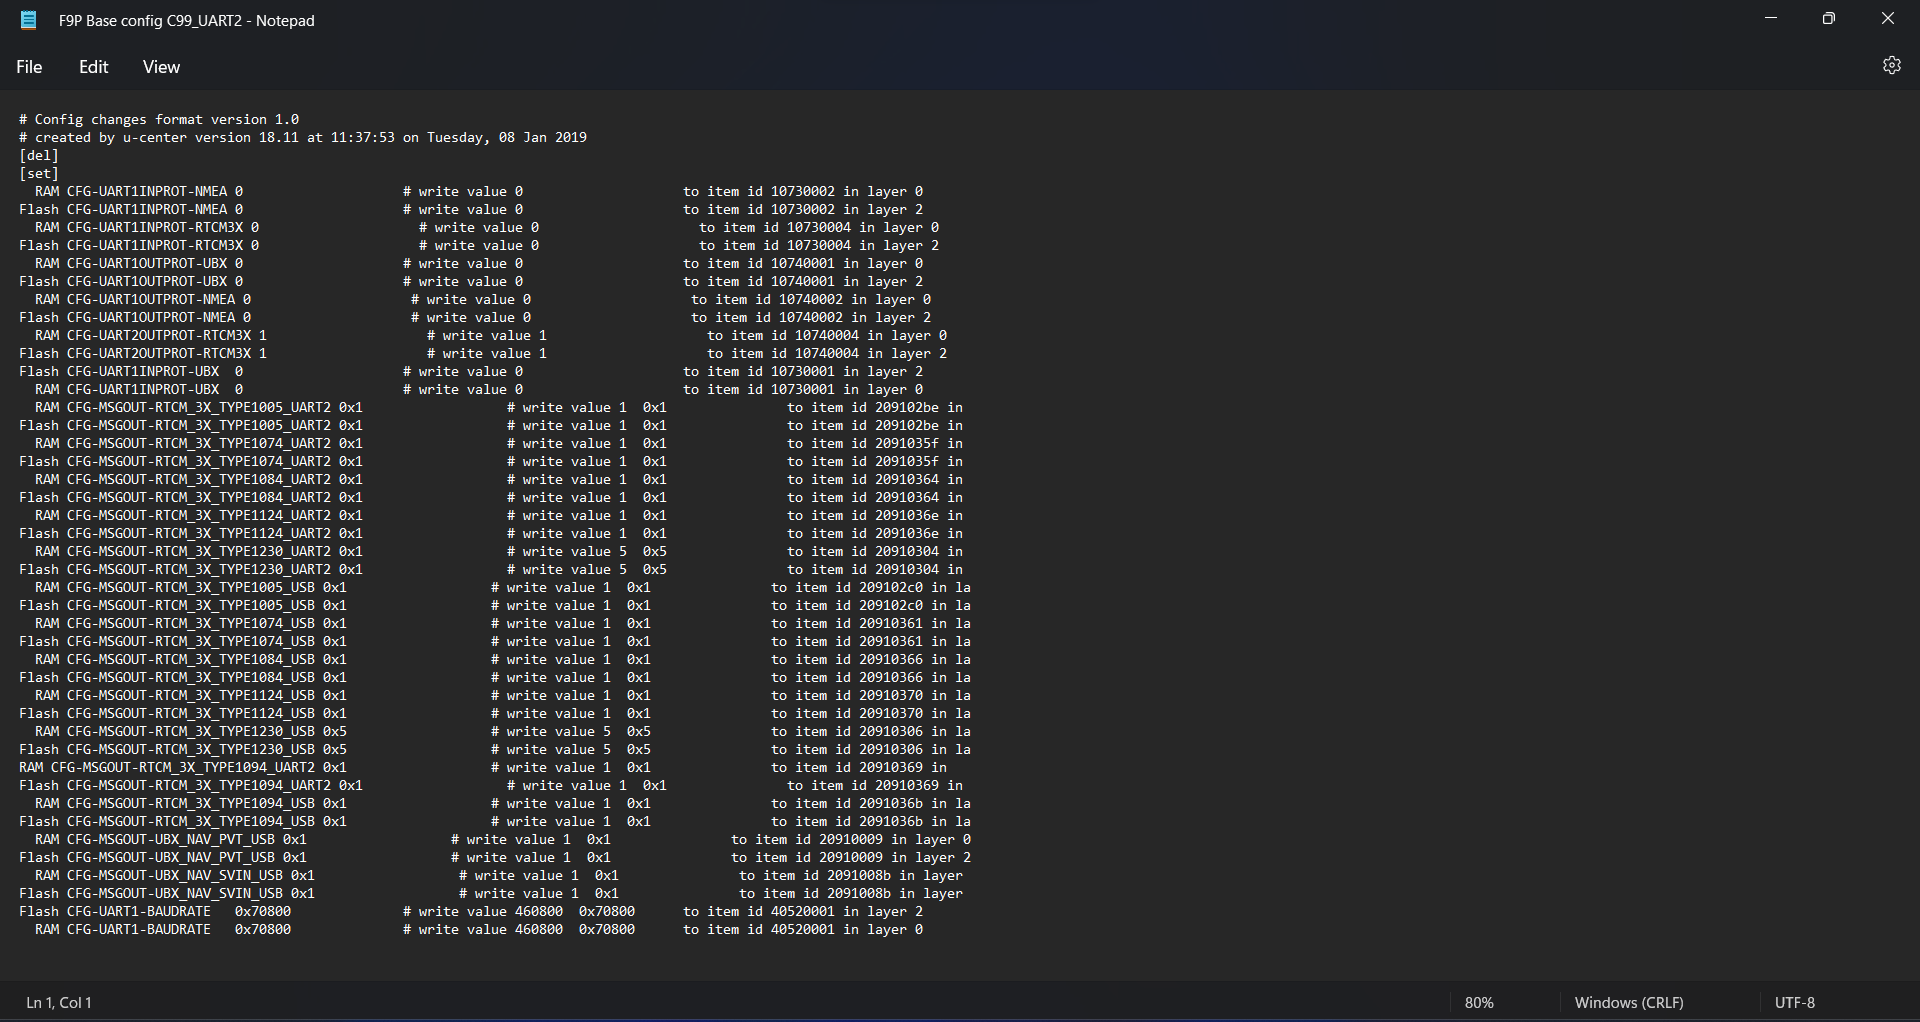 F9P Base config C99_UART2 - Notepad
File Edit View
# Config changes format version 1.0
# created by u-center version 18.11 at 11:37:53 on Tuesday, 08 Jan 2019
[del]
[set]
RAM CFG-UART1INPROT-NMEA 0 # write value 0 to item id 10730002 in layer 0
Flash CFG-UART1INPROT-NMEA 0 # write value 0 to item id 10730002 in layer 2
RAM CFG-UART1INPROT-RTCM3X 0 # write value 0 to item id 10730004 in layer 0
Flash CFG-UART1INPROT-RTCM3X 0 # write value 0 to item id 10730004 in layer 2
RAM CFG-UART1OUTPROT-UBX 0 # write value 0 to item id 10740001 in layer 0
Flash CFG-UART1OUTPROT-UBX 0 # write value 0 to item id 10740001 in layer 2
RAM CFG-UART1OUTPROT-NMEA 0 # write value 0 to item id 10740002 in layer 0
Flash CFG-UART1OUTPROT-NMEA 0 # write value 0 to item id 10740002 in layer 2
RAM CFG-UART2OUTPROT-RTCM3X 1 # write value 1 to item id 10740004 in layer 0
Flash CFG-UART2OUTPROT-RTCM3X 1 # write value 1 to item id 10740004 in layer 2
Flash CFG-UART1INPROT-UBX 0 # write value 0 to item id 10730001 in layer 2
RAM CFG-UART1INPROT-UBX 0 # write value 0 to item id 10730001 in layer 0
RAM CFG-MSGOUT-RTCM_3X_TYPE1005_UART2 0x1 # write value 1 0x1 to item id 209102be in
Flash CFG-MSGOUT-RTCM_3X_TYPE1005_UART2 0x1 # write value 1 0x1 to item id 209102be in
RAM CFG-MSGOUT-RTCM_3X_TYPE1074_UART2 0x1 # write value 1 0x1 to item id 2091035f in
Flash CFG-MSGOUT-RTCM_3X_TYPE1074_UART2 0x1 # write value 1 0x1 to item id 2091035f in
RAM CFG-MSGOUT-RTCM_3X_TYPE1084_UART2 0x1 # write value 1 0x1 to item id 20910364 in
Flash CFG-MSGOUT-RTCM_3X_TYPE1084_UART2 0x1 # write value 1 0x1 to item id 20910364 in
RAM CFG-MSGOUT-RTCM_3X_TYPE1124_UART2 0x1 # write value 1 0x1 to item id 2091036e in
Flash CFG-MSGOUT-RTCM_3X_TYPE1124_UART2 0x1 # write value 1 0x1 to item id 2091036e in
RAM CFG-MSGOUT-RTCM_3X_TYPE1230_UART2 0x1 # write value 5 0x5 to item id 20910304 in
Flash CFG-MSGOUT-RTCM_3X_TYPE1230_UART2 0x1 # write value 5 0x5 to item id 20910304 in
RAM CFG-MSGOUT-RTCM_3X_TYPE1005_USB 0x1 # write value 1 0x1 to item id 209102c0 in la
Flash CFG-MSGOUT-RTCM_3X_TYPE1005_USB 0x1 # write value 1 0x1 to item id 209102c0 in la
RAM CFG-MSGOUT-RTCM_3X_TYPE1074_USB 0x1 # write value 1 0x1 to item id 20910361 in la
Flash CFG-MSGOUT-RTCM_3X_TYPE1074_USB 0x1 # write value 1 0x1 to item id 20910361 in la
RAM CFG-MSGOUT-RTCM_3X_TYPE1084_USB 0x1 # write value 1 0x1 to item id 20910366 in la
Flash CFG-MSGOUT-RTCM_3X_TYPE1084_USB 0x1 # write value 1 0x1 to item id 20910366 in la
RAM CFG-MSGOUT-RTCM_3X_TYPE1124_USB 0x1 # write value 1 0x1 to item id 20910370 in la
Flash CFG-MSGOUT-RTCM_3X_TYPE1124_USB 0x1 # write value 1 0x1 to item id 20910370 in la
RAM CFG-MSGOUT-RTCM_3X_TYPE1230_USB 0x5 # write value 5 0x5 to item id 20910306 in la
Flash CFG-MSGOUT-RTCM_3X_TYPE1230_USB 0x5 # write value 5 0x5 to item id 20910306 in la
RAM CFG-MSGOUT-RTCM_3X_TYPE1094_UART2 0x1 # write value 1 0x1 to item id 20910369 in
Flash CFG-MSGOUT-RTCM_3X_TYPE1094_UART2 0x1 # write value 1 0x1 to item id 20910369 in
RAM CFG-MSGOUT-RTCM_3X_TYPE1094_USB 0x1 # write value 1 0x1 to item id 2091036b in la
Flash CFG-MSGOUT-RTCM_3X_TYPE1094_USB 0x1 # write value 1 0x1 to item id 2091036b in la
RAM CFG-MSGOUT-UBX_NAV_PVT_USB 0x1 # write value 1 0x1 to item id 20910009 in layer 0
Flash CFG-MSGOUT-UBX_NAV_PVT_USB 0x1 # write value 1 0x1 to item id 20910009 in layer 2
RAM CFG-MSGOUT-UBX_NAV_SVIN_USB 0x1 # write value 1 0x1 to item id 2091008b in layer
Flash CFG-MSGOUT-UBX_NAV_SVIN_USB 0x1 # write value 1 0x1 to item id 2091008b in layer
Flash CFG-UART1-BAUDRATE 0x70800 # write value 460800 0x70800 to item id 40520001 in layer 2
RAM CFG-UART1-BAUDRATE 0x70800 # write value 460800 0x70800 to item id 40520001 in layer 0
Ln 1, Col 1 80% Windows (CRLF) UTF-8